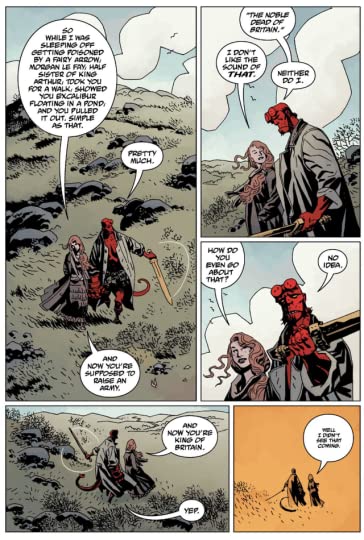 SO
WHILE I WAS
SLEEPING OFF
GETTING POISONED
BY A FAIRY ARROW,
MORGAN LE FAY, HALF
SISTER OF KING
ARTHUR, TOOK YOU
FOR A WALK, SHOWED
YOU EXCALIBUR
FLOATING IN A POND,
AND YOU PULLED
IT OUT. SIMPLE
AS THAT.
PRETTY
MUCH.
AND
NOW YOU'RE
SUPPOSED TO
RAISE AN
ARMY.
"THE NOBLE
DEAD OF
BRITAIN."
I DON'T
LIKE THE
SOUND OF
THAT.
NEITHER
DO I.
HOW DO
YOU EVEN GO
ABOUT
THAT?
NO
IDEA.
AND
NOW YOU'RE
KING OF
BRITAIN.
YEP.
WELL
I DIDN'T
SEE THAT
COMING.